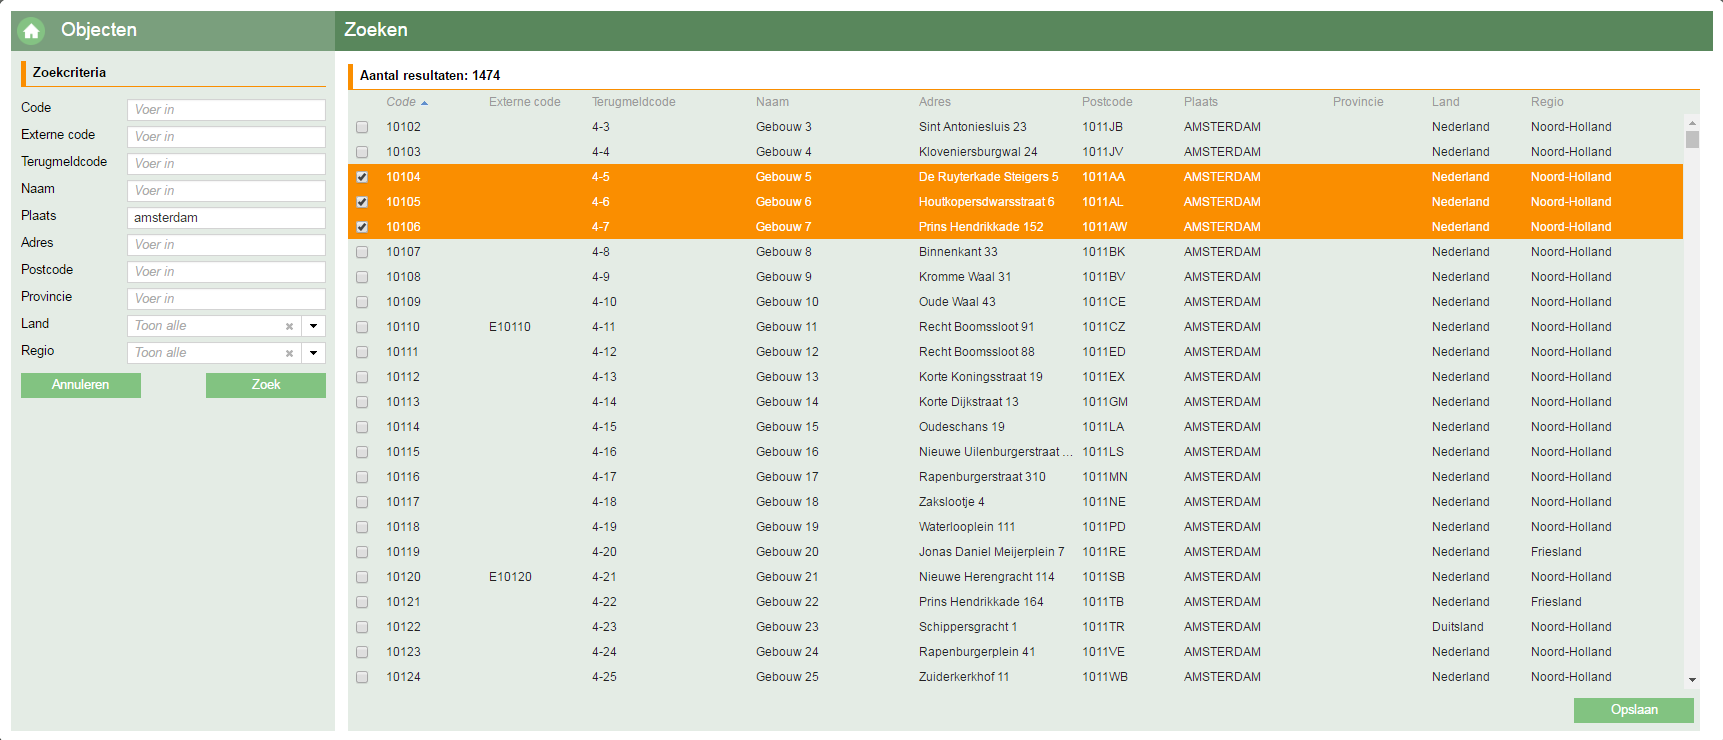 Objecten
Zoeken
Zoekcriteria
Code Voer in
Externe code Voer in
Terugmeldcode Voer in
Naam Voer in
Plaats amsterdam
Adres Voer in
Postcode Voer in
Provincie Voer in
Land Toon alle
Regio Toon alle
Annuleren Zoek
Aantal resultaten: 1474
Code Externe code Terugmeldcode Naam Adres Postcode Plaats Provincie Land Regio
10102 4-3 Gebouw 3 Sint Antoniesluis 23 1011JB AMSTERDAM Nederland Noord-Holland
10103 4-4 Gebouw 4 Kloveniersburgwal 24 1011JV AMSTERDAM Nederland Noord-Holland
10104 4-5 Gebouw 5 De Ruyterkade Steigers 5 1011AA AMSTERDAM Nederland Noord-Holland
10105 4-6 Gebouw 6 Houtkopersdwarsstraat 6 1011AL AMSTERDAM Nederland Noord-Holland
10106 4-7 Gebouw 7 Prins Hendrikkade 152 1011AW AMSTERDAM Nederland Noord-Holland
10107 4-8 Gebouw 8 Binnenkant 33 1011BK AMSTERDAM Nederland Noord-Holland
10108 4-9 Gebouw 9 Kromme Waal 31 1011BV AMSTERDAM Nederland Noord-Holland
10109 4-10 Gebouw 10 Oude Waal 43 1011CE AMSTERDAM Nederland Noord-Holland
10110 E10110 4-11 Gebouw 11 Recht Boomssloot 91 1011CZ AMSTERDAM Nederland Noord-Holland
10111 4-12 Gebouw 12 Recht Boomssloot 88 1011ED AMSTERDAM Nederland Noord-Holland
10112 4-13 Gebouw 13 Korte Koningsstraat 19 1011EX AMSTERDAM Nederland Noord-Holland
10113 4-14 Gebouw 14 Korte Dijkstraat 13 1011GM AMSTERDAM Nederland Noord-Holland
10114 4-15 Gebouw 15 Oudeschans 19 1011LA AMSTERDAM Nederland Noord-Holland
10115 4-16 Gebouw 16 Nieuwe Uilenburgerstraat ... 1011LS AMSTERDAM Nederland Noord-Holland
10116 4-17 Gebouw 17 Rapenburgerstraat 310 1011MN AMSTERDAM Nederland Noord-Holland
10117 4-18 Gebouw 18 Zakslootje 4 1011NE AMSTERDAM Nederland Noord-Holland
10118 4-19 Gebouw 19 Waterlooplein 111 1011PD AMSTERDAM Nederland Noord-Holland
10119 4-20 Gebouw 20 Jonas Daniel Meijerplein 7 1011RE AMSTERDAM Nederland Friesland
10120 E10120 4-21 Gebouw 21 Nieuwe Herengracht 114 1011SB AMSTERDAM Nederland Noord-Holland
10121 4-22 Gebouw 22 Prins Hendrikkade 164 1011TB AMSTERDAM Nederland Friesland
10122 4-23 Gebouw 23 Schippersgracht 1 1011TR AMSTERDAM Duitsland Noord-Holland
10123 4-24 Gebouw 24 Rapenburgerplein 41 1011VE AMSTERDAM Nederland Noord-Holland
10124 4-25 Gebouw 25 Zuiderkerkhof 11 1011WB AMSTERDAM Nederland Noord-Holland
Opslaan